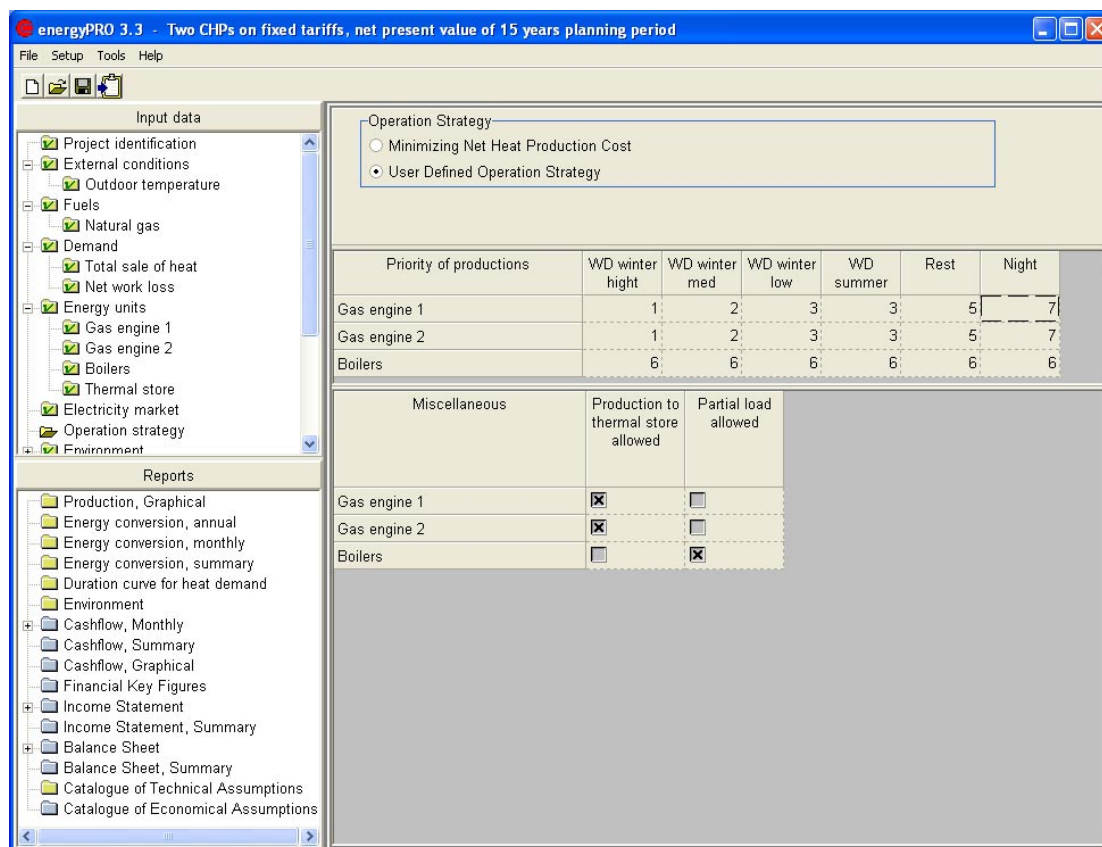 energyPRO 3.3 - Two CHPs on fixed tariffs, net present value of 15 years planning period
File Setup Tools Help
Input data
Project identification
External conditions
Outdoor temperature
Fuels
Natural gas
Demand
Total sale of heat
Net work loss
Energy units
Gas engine 1
Gas engine 2
Boilers
Thermal store
Electricity market
Operation strategy
Environment
Reports
Production, Graphical
Energy conversion, annual
Energy conversion, monthly
Energy conversion, summary
Duration curve for heat demand
Environment
Cashflow, Monthly
Cashflow, Summary
Cashflow, Graphical
Financial Key Figures
Income Statement
Income Statement, Summary
Balance Sheet
Balance Sheet, Summary
Catalogue of Technical Assumptions
Catalogue of Economical Assumptions
Operation Strategy
Minimizing Net Heat Production Cost
User Defined Operation Strategy
Priority of productions WD winter WD winter WD winter WD Rest Night
hight med low summer
Gas engine 1 1 2 3 3 5 7
Gas engine 2 1 2 3 3 5 7
Boilers 6 6 6 6 6 6
Miscellaneous Production to Partial load
thermal store allowed
allowed
Gas engine 1
Gas engine 2
Boilers